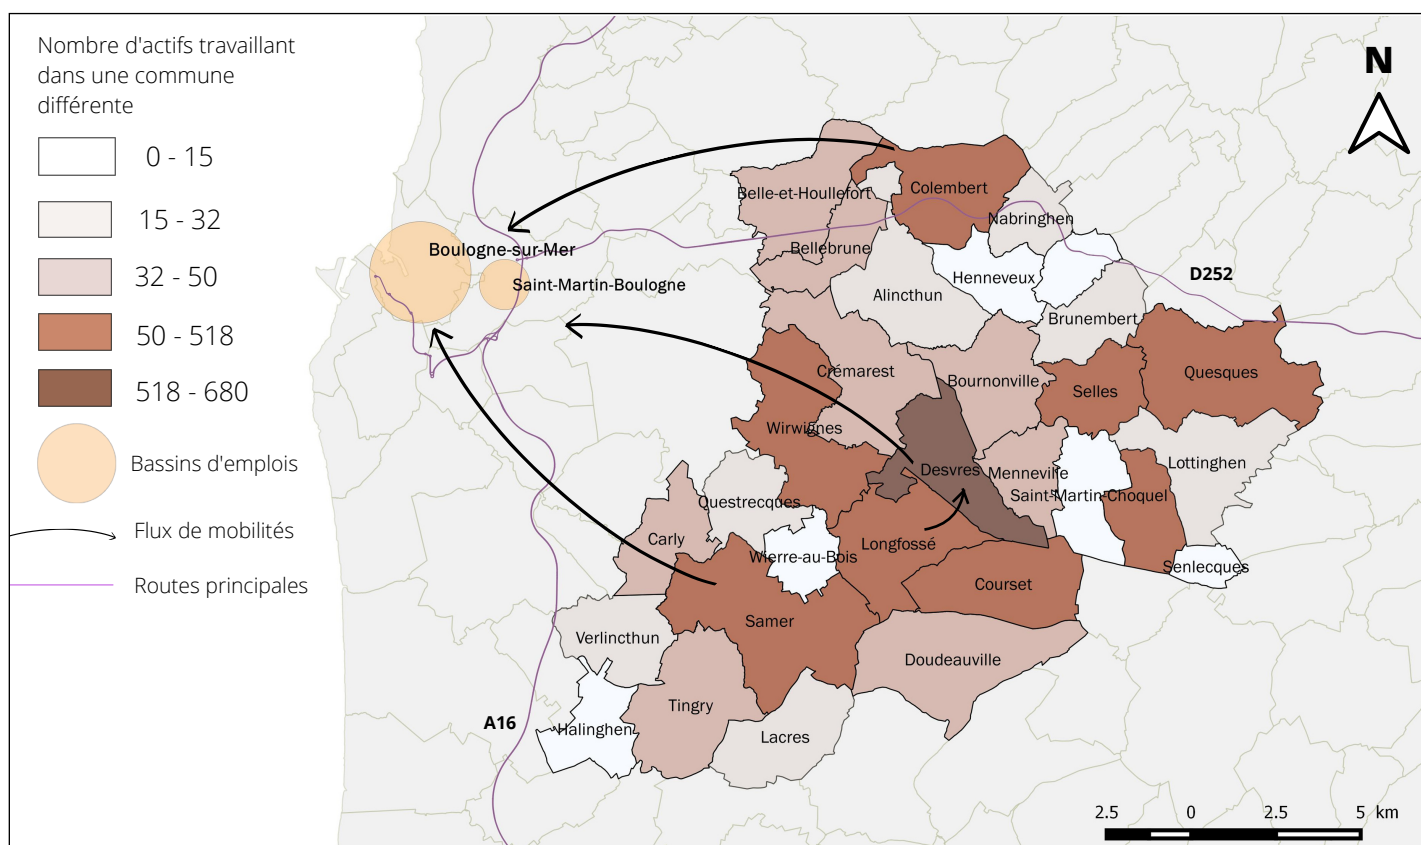 Nombre d'actifs travaillant
dans une commune
différente
0 - 15
15 - 32
32 - 50
50 - 518
518 - 680
Bassins d'emplois
Flux de mobilités
Routes principales
N
Belle-et-Houllefort
Colembert
Nabringhen
Boulogne-sur-Mer
Bellebrune
Saint-Martin-Boulogne
Henneveux
D252
Alincthun
Brunembert
Crémarest
Bournonville
Selles
Quesques
Wirwignes
Desvres
Menneville
Lottinghen
Saint-Martin-Choquel
Questrecques
Carly
Longfossé
Wierre-au-Bois
Senlecques
Courset
Samer
Verlincthun
Doudeauville
Tingry
A16
Halinghen
Lacres
2.5 0 2.5 5 km